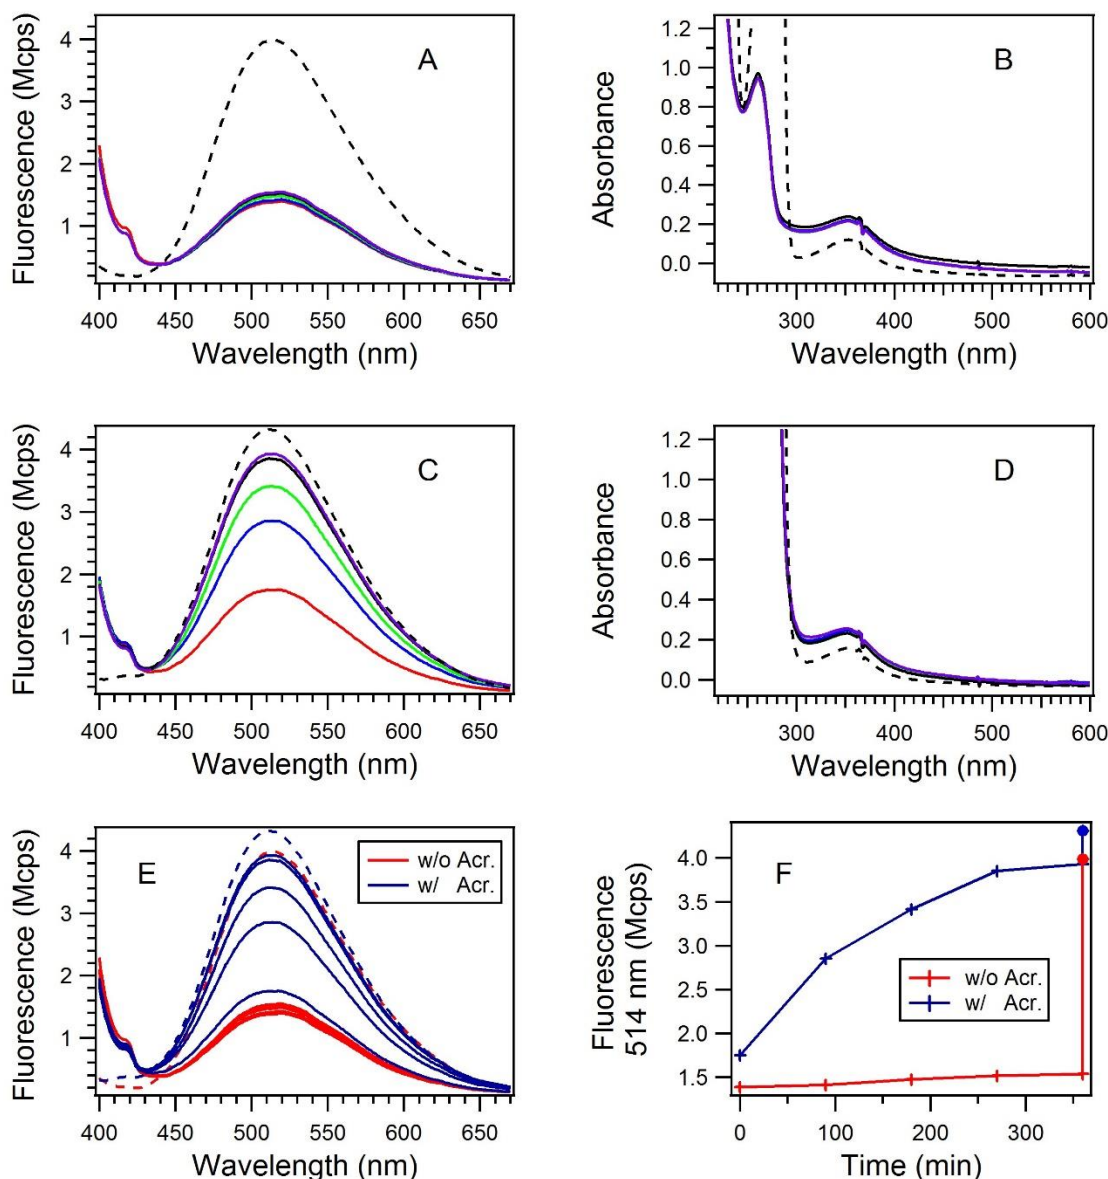 A
Fluorescence (Mcps)
4
3
2
1
400 450 500 550 600 650
Wavelength (nm)
B
Absorbance
1.2
1.0
0.8
0.6
0.4
0.2
0.0
300 400 500 600
Wavelength (nm)
C
Fluorescence (Mcps)
4
3
2
1
400 450 500 550 600 650
Wavelength (nm)
D
Absorbance
1.2
1.0
0.8
0.6
0.4
0.2
0.0
300 400 500 600
Wavelength (nm)
E
w/o Acr.
w/ Acr.
Fluorescence (Mcps)
4
3
2
1
400 450 500 550 600 650
Wavelength (nm)
F
Fluorescence
514 nm (Mcps)
4.0
3.5
3.0
2.5
2.0
1.5
w/o Acr.
w/ Acr.
0 100 200 300
Time (min)